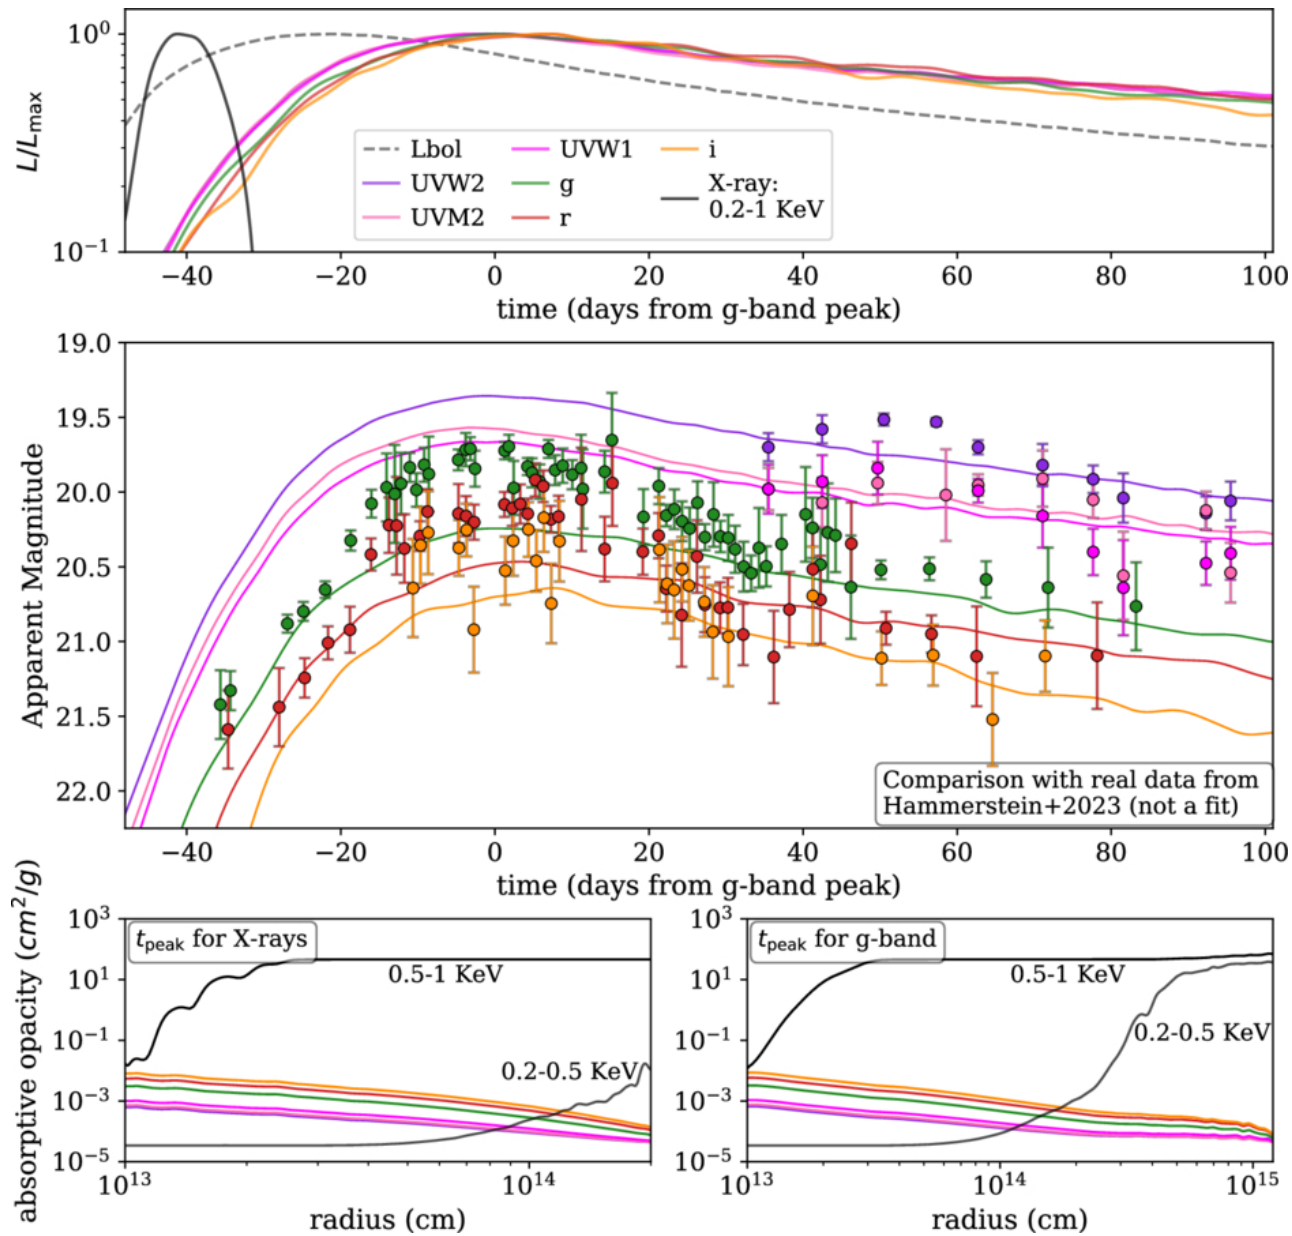 10⁰
10⁻¹
L/Lmax
Lbol
UVW2
UVM2
UVW1
g
r
i
X-ray:
0.2-1 KeV
−40 −20 0 20 40 60 80 100
time (days from g-band peak)
19.0
19.5
20.0
20.5
21.0
21.5
22.0
Apparent Magnitude
Comparison with real data from
Hammerstein+2023 (not a fit)
−40 −20 0 20 40 60 80 100
time (days from g-band peak)
absorptive opacity (cm²/g)
10³
10¹
10⁻¹
10⁻³
10⁻⁵
tpeak for X-rays
0.5-1 KeV
0.2-0.5 KeV
10¹³ 10¹⁴
radius (cm)
10³
10¹
10⁻¹
10⁻³
10⁻⁵
tpeak for g-band
0.5-1 KeV
0.2-0.5 KeV
10¹³ 10¹⁴ 10¹⁵
radius (cm)